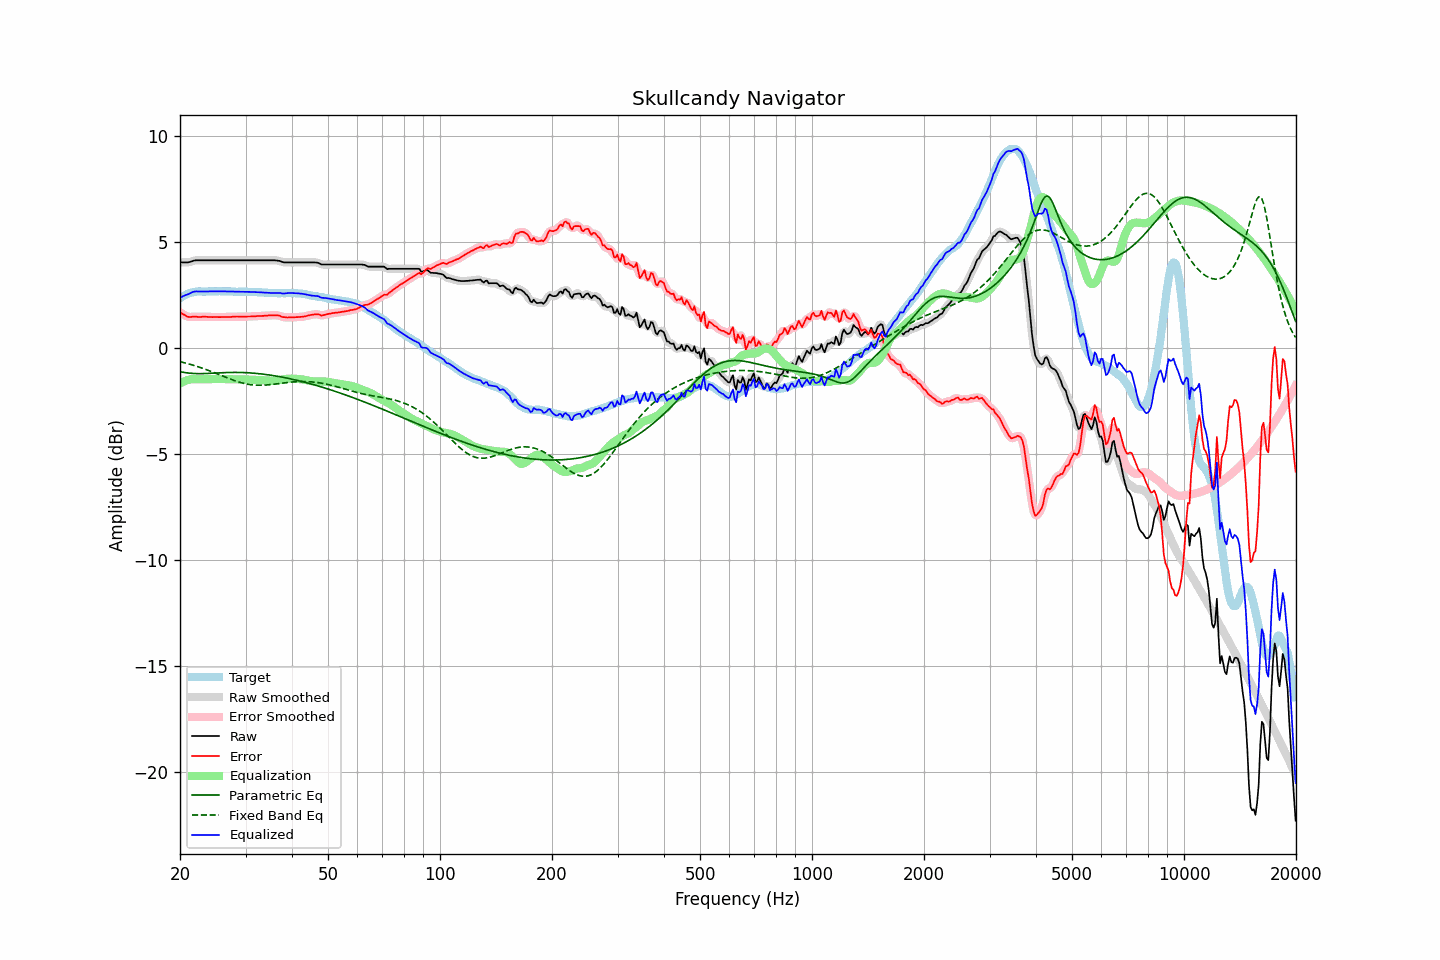 Skullcandy Navigator
10
5
0
−5
−10
−15
−20
Amplitude (dBr)
Target
Raw Smoothed
Error Smoothed
Raw
Error
Equalization
Parametric Eq
Fixed Band Eq
Equalized
20 50 100 200 500 1000 2000 5000 10000 20000
Frequency (Hz)